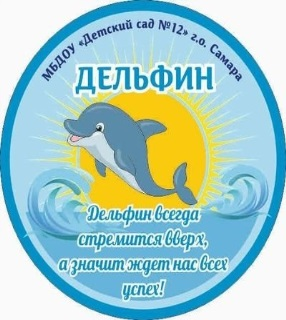 МБДОУ «Детский сад №12» г.о. Самара
ДЕЛЬФИН
Дельфин всегда
стремится вверх,
а значит ждет нас всех
успех!